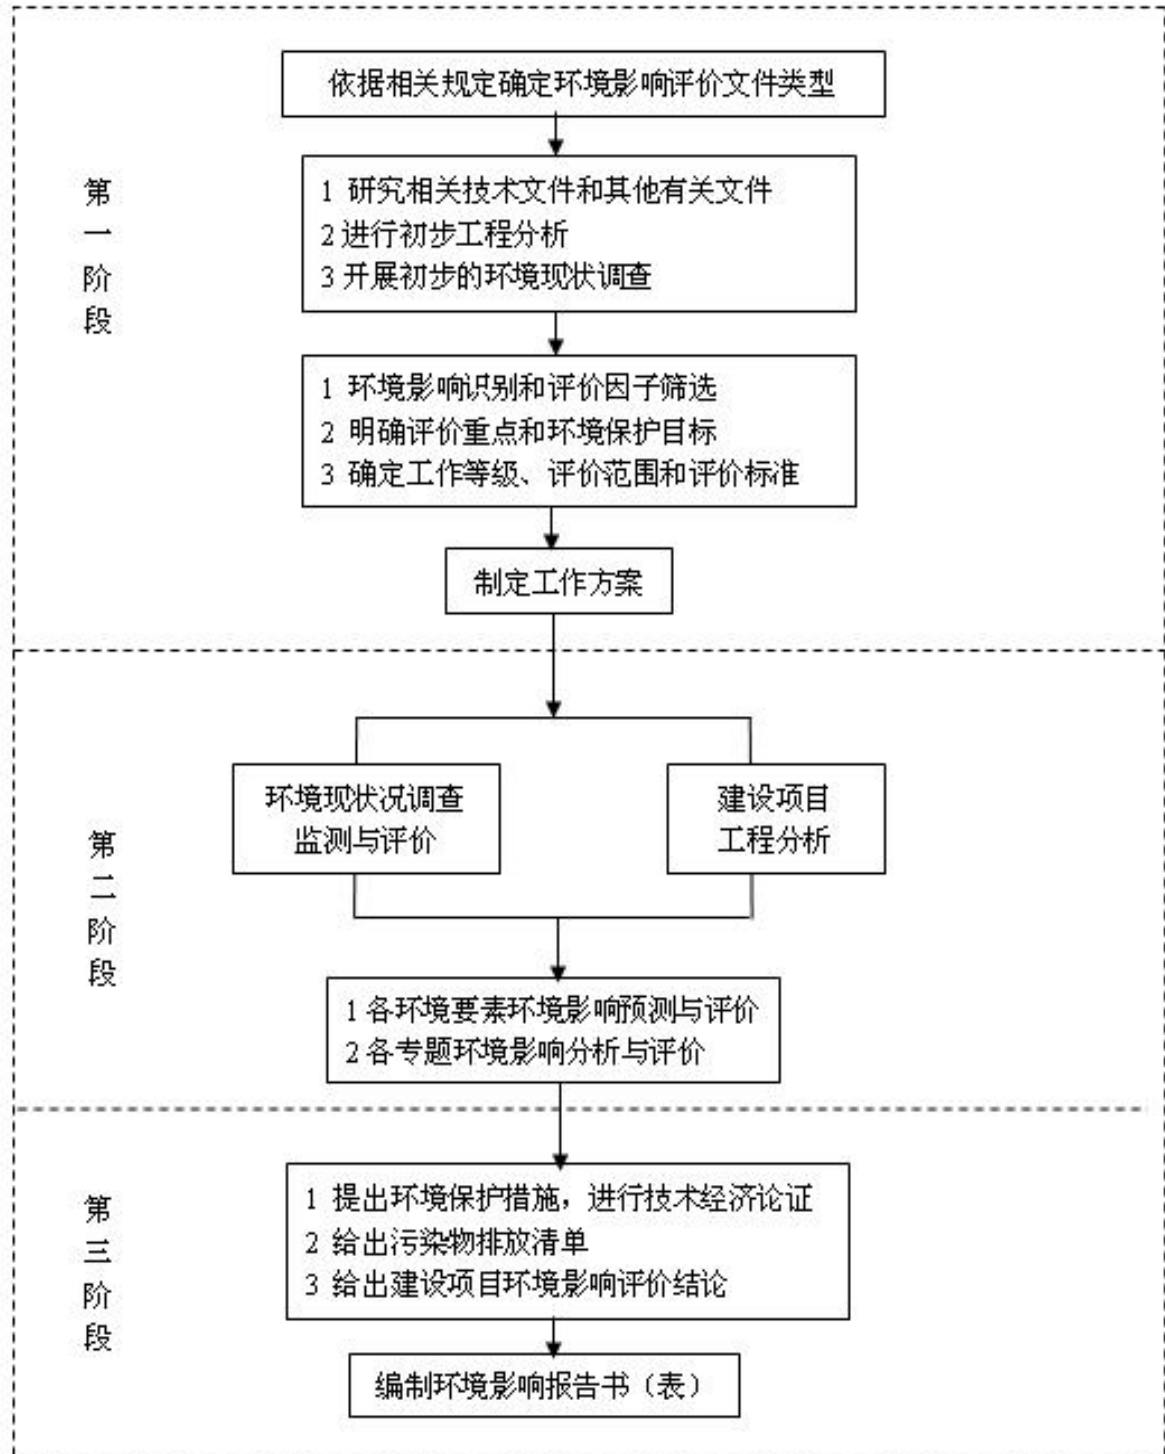 依据相关规定确定环境影响评价文件类型
第
一
阶
段
1 研究相关技术文件和其他有关文件
2 进行初步工程分析
3 开展初步的环境现状调查
1 环境影响识别和评价因子筛选
2 明确评价重点和环境保护目标
3 确定工作等级、评价范围和评价标准
制定工作方案
第
二
阶
段
环境现状况调查
监测与评价
建设项目
工程分析
1 各环境要素环境影响预测与评价
2 各专题环境影响分析与评价
第
三
阶
段
1 提出环境保护措施，进行技术经济论证
2 给出污染物排放清单
3 给出建设项目环境影响评价结论
编制环境影响报告书（表）